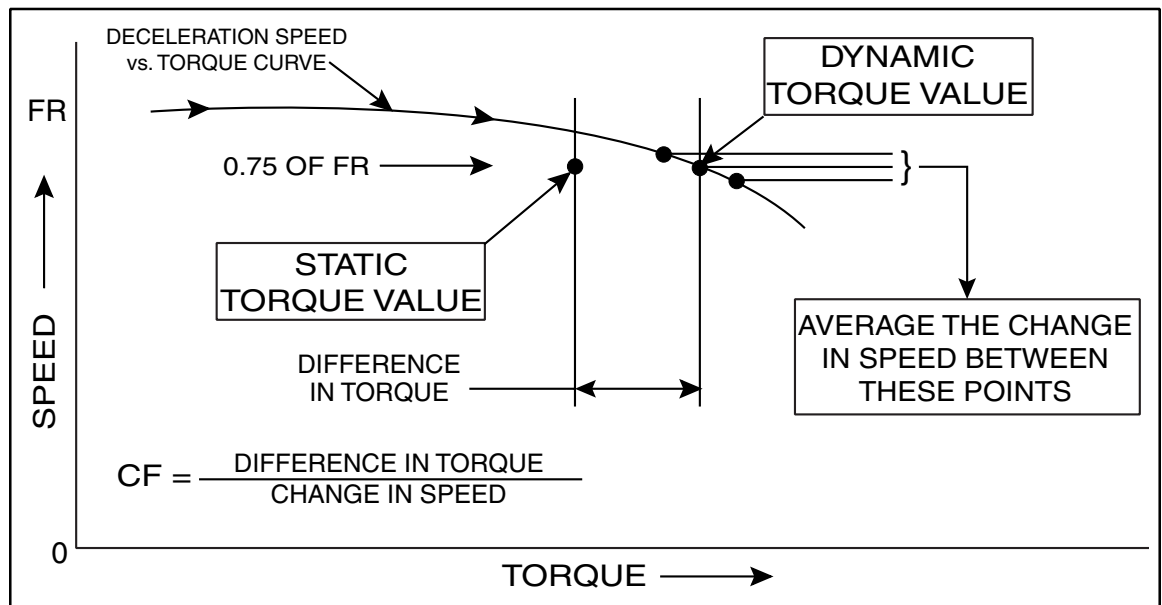 DECELERATION SPEED
vs. TORQUE CURVE
DYNAMIC
TORQUE VALUE
FR
0.75 OF FR
}
STATIC
TORQUE VALUE
AVERAGE THE CHANGE
IN SPEED BETWEEN
THESE POINTS
SPEED
DIFFERENCE
IN TORQUE
CF = DIFFERENCE IN TORQUE
CHANGE IN SPEED
0
TORQUE